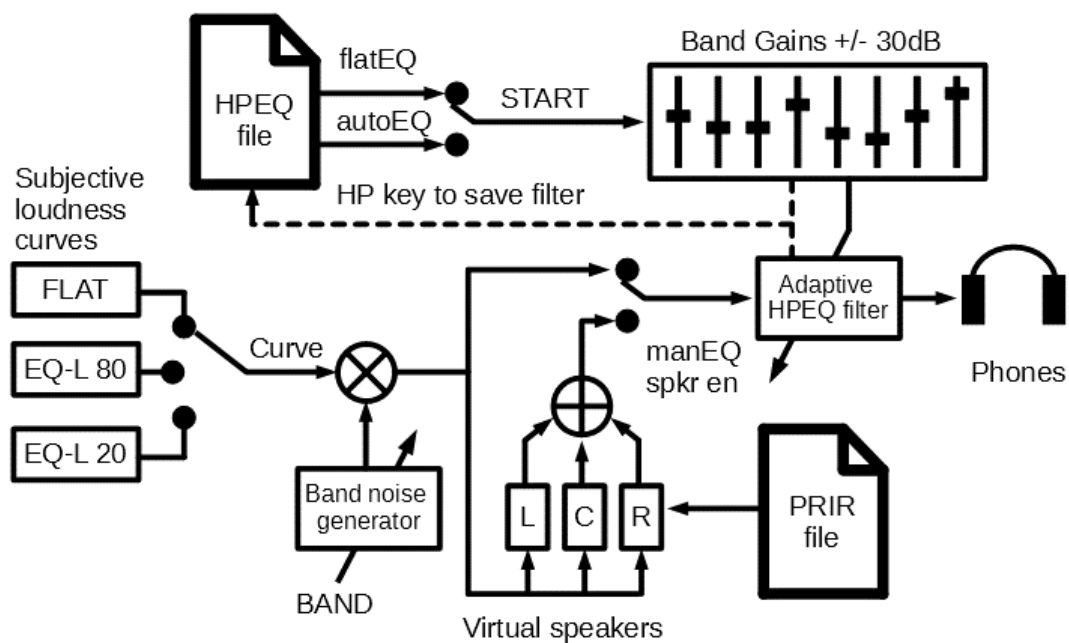 Band Gains +/- 30dB
flatEQ
HPEQ
file
START
autoEQ
Subjective
loudness
curves
HP key to save filter
FLAT
Adaptive
HPEQ filter
Curve
EQ-L 80
manEQ
spkr en
Phones
EQ-L 20
Band noise
generator
L
C
R
PRIR
file
BAND
Virtual speakers